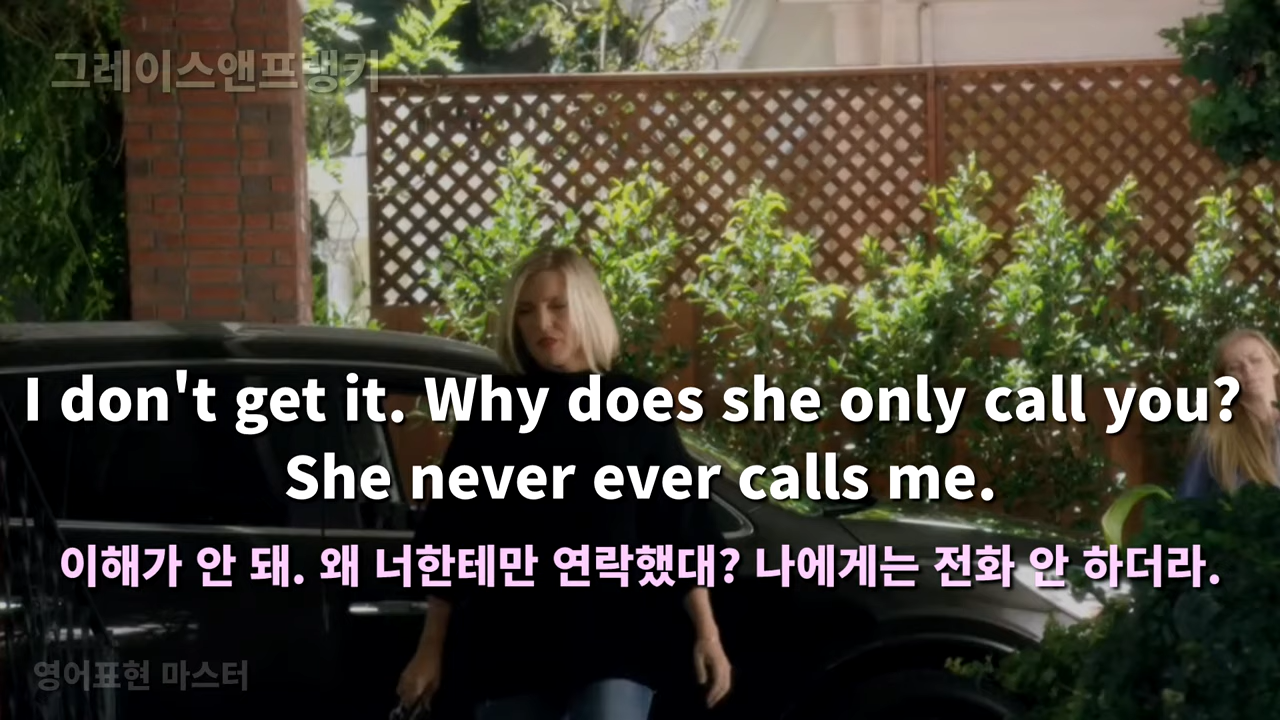 그레이스앤프랭키
I don't get it. Why does she only call you?
She never ever calls me.
이해가 안 돼. 왜 너한테만 연락했대? 나에게는 전화 안 하더라.
영어표현 마스터